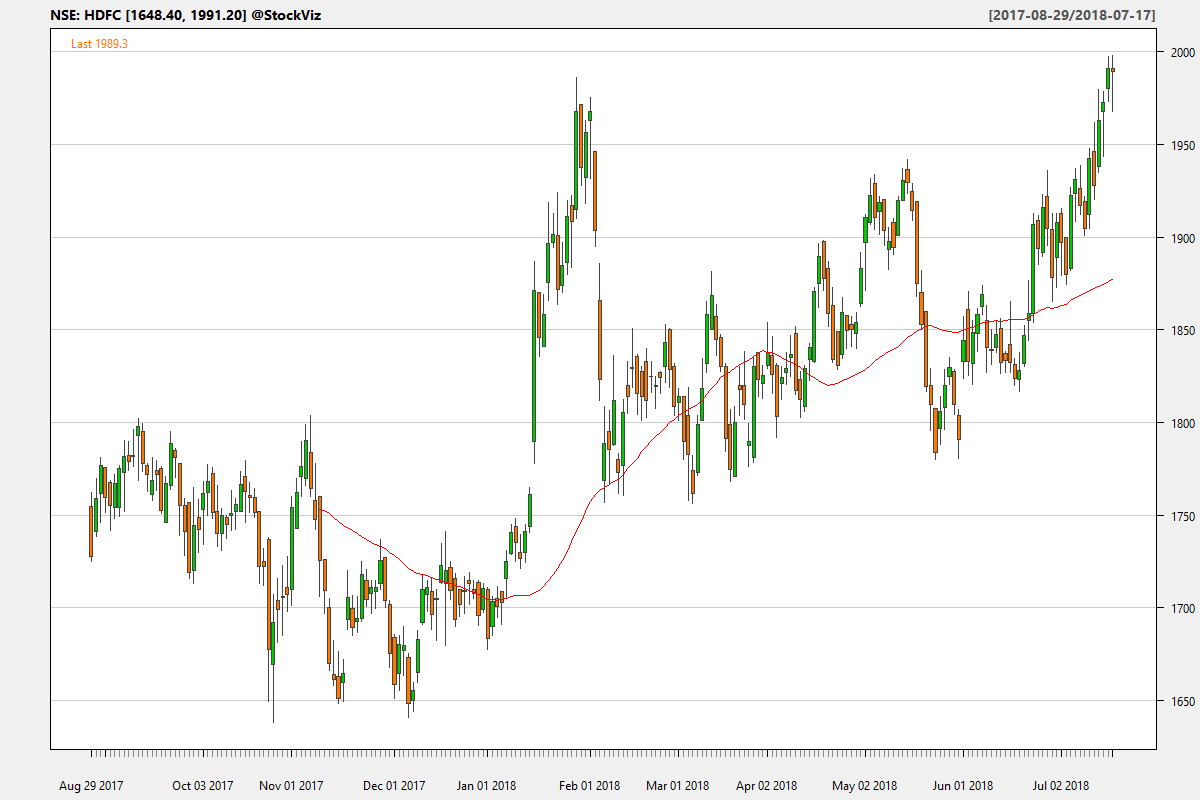 NSE: HDFC [1648.40, 1991.20] @StockViz
[2017-08-29/2018-07-17]
Last 1989.3
2000
1950
1900
1850
1800
1750
1700
1650
Aug 29 2017
Oct 03 2017
Nov 01 2017
Dec 01 2017
Jan 01 2018
Feb 01 2018
Mar 01 2018
Apr 02 2018
May 02 2018
Jun 01 2018
Jul 02 2018